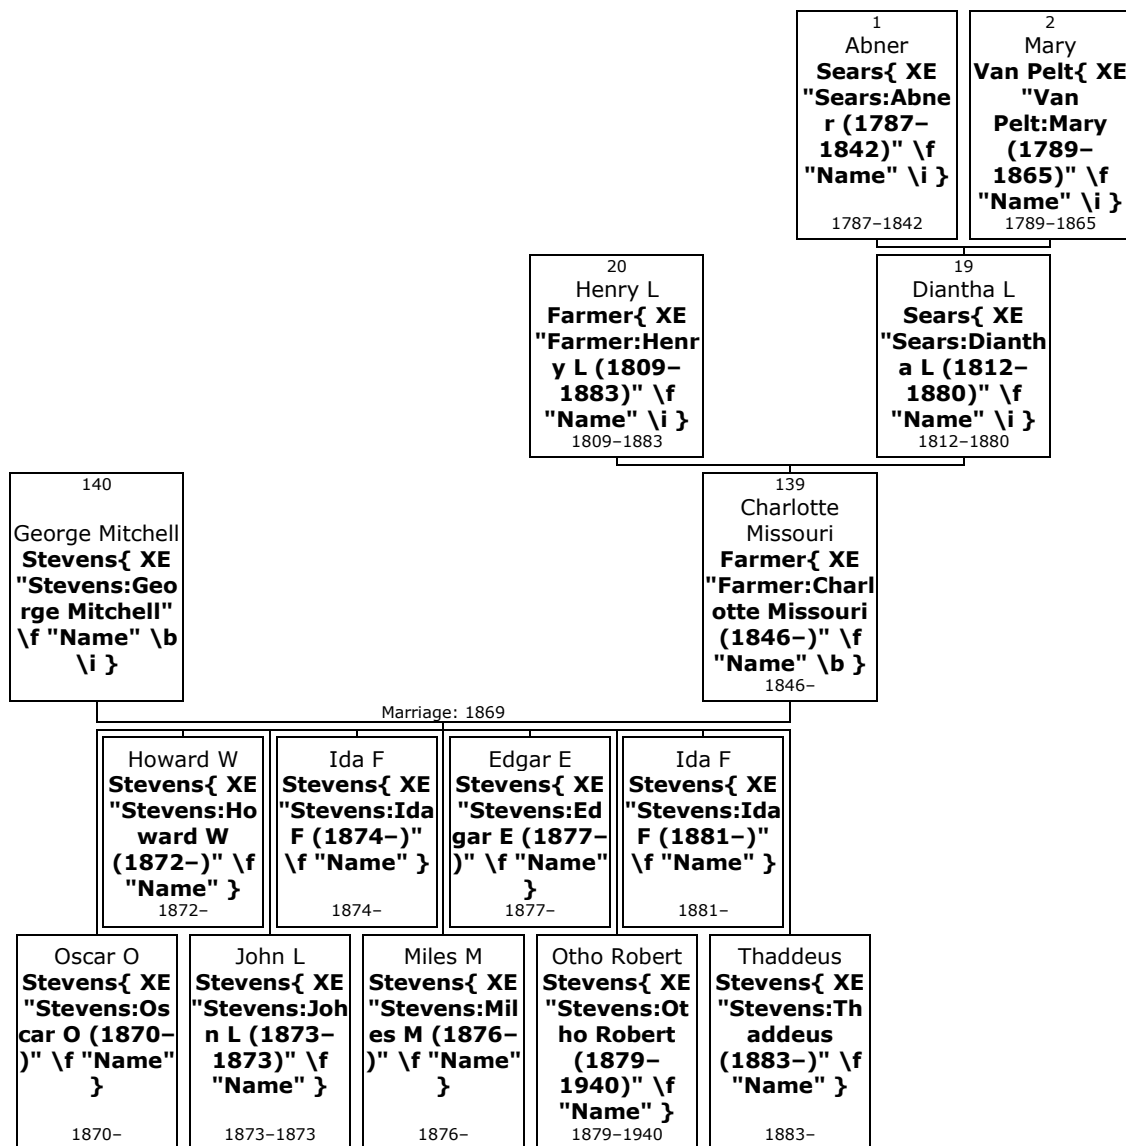 1
Abner
Sears{ XE
"Sears:Abne
r (1787–
1842)" \f
"Name" \i }
1787–1842
2
Mary
Van Pelt{ XE
"Van
Pelt:Mary
(1789–
1865)" \f
"Name" \i }
1789–1865
20
Henry L
Farmer{ XE
"Farmer:Henr
y L (1809–
1883)" \f
"Name" \i }
1809–1883
19
Diantha L
Sears{ XE
"Sears:Dianth
a L (1812–
1880)" \f
"Name" \i }
1812–1880
140
George Mitchell
Stevens{ XE
"Stevens:Geo
rge Mitchell"
\f "Name" \b
\i }
139
Charlotte
Missouri
Farmer{ XE
"Farmer:Charl
otte Missouri
(1846–)" \f
"Name" \b }
1846–
Marriage: 1869
Howard W
Stevens{ XE
"Stevens:Ho
ward W
(1872–)" \f
"Name" }
1872–
Ida F
Stevens{ XE
"Stevens:Ida
F (1874–)"
\f "Name" }
1874–
Edgar E
Stevens{ XE
"Stevens:Ed
gar E (1877–
)" \f "Name"
}
1877–
Ida F
Stevens{ XE
"Stevens:Ida
F (1881–)"
\f "Name" }
1881–
Oscar O
Stevens{ XE
"Stevens:Os
car O (1870–
)" \f "Name"
}
1870–
John L
Stevens{ XE
"Stevens:Joh
n L (1873–
1873)" \f
"Name" }
1873–1873
Miles M
Stevens{ XE
"Stevens:Mil
es M (1876–
)" \f "Name"
}
1876–
Otho Robert
Stevens{ XE
"Stevens:Ot
ho Robert
(1879–
1940)" \f
"Name" }
1879–1940
Thaddeus
Stevens{ XE
"Stevens:Th
addeus
(1883–)" \f
"Name" }
1883–